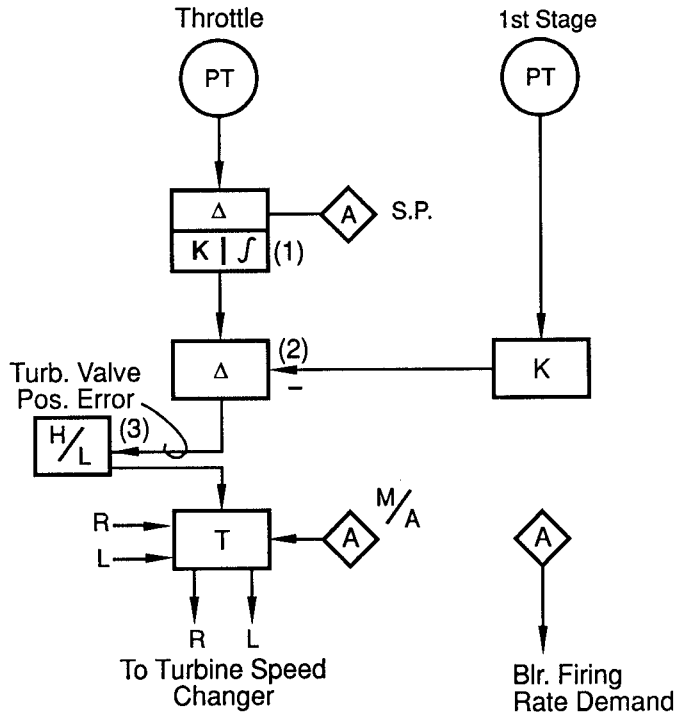 Throttle
1st Stage
PT
PT
Δ
A
S.P.
K | ∫
(1)
Δ
(2)
–
K
Turb. Valve
Pos. Error
(3)
H/L
M/A
R
L
T
A
A
R L
To Turbine Speed
Changer
Blr. Firing
Rate Demand